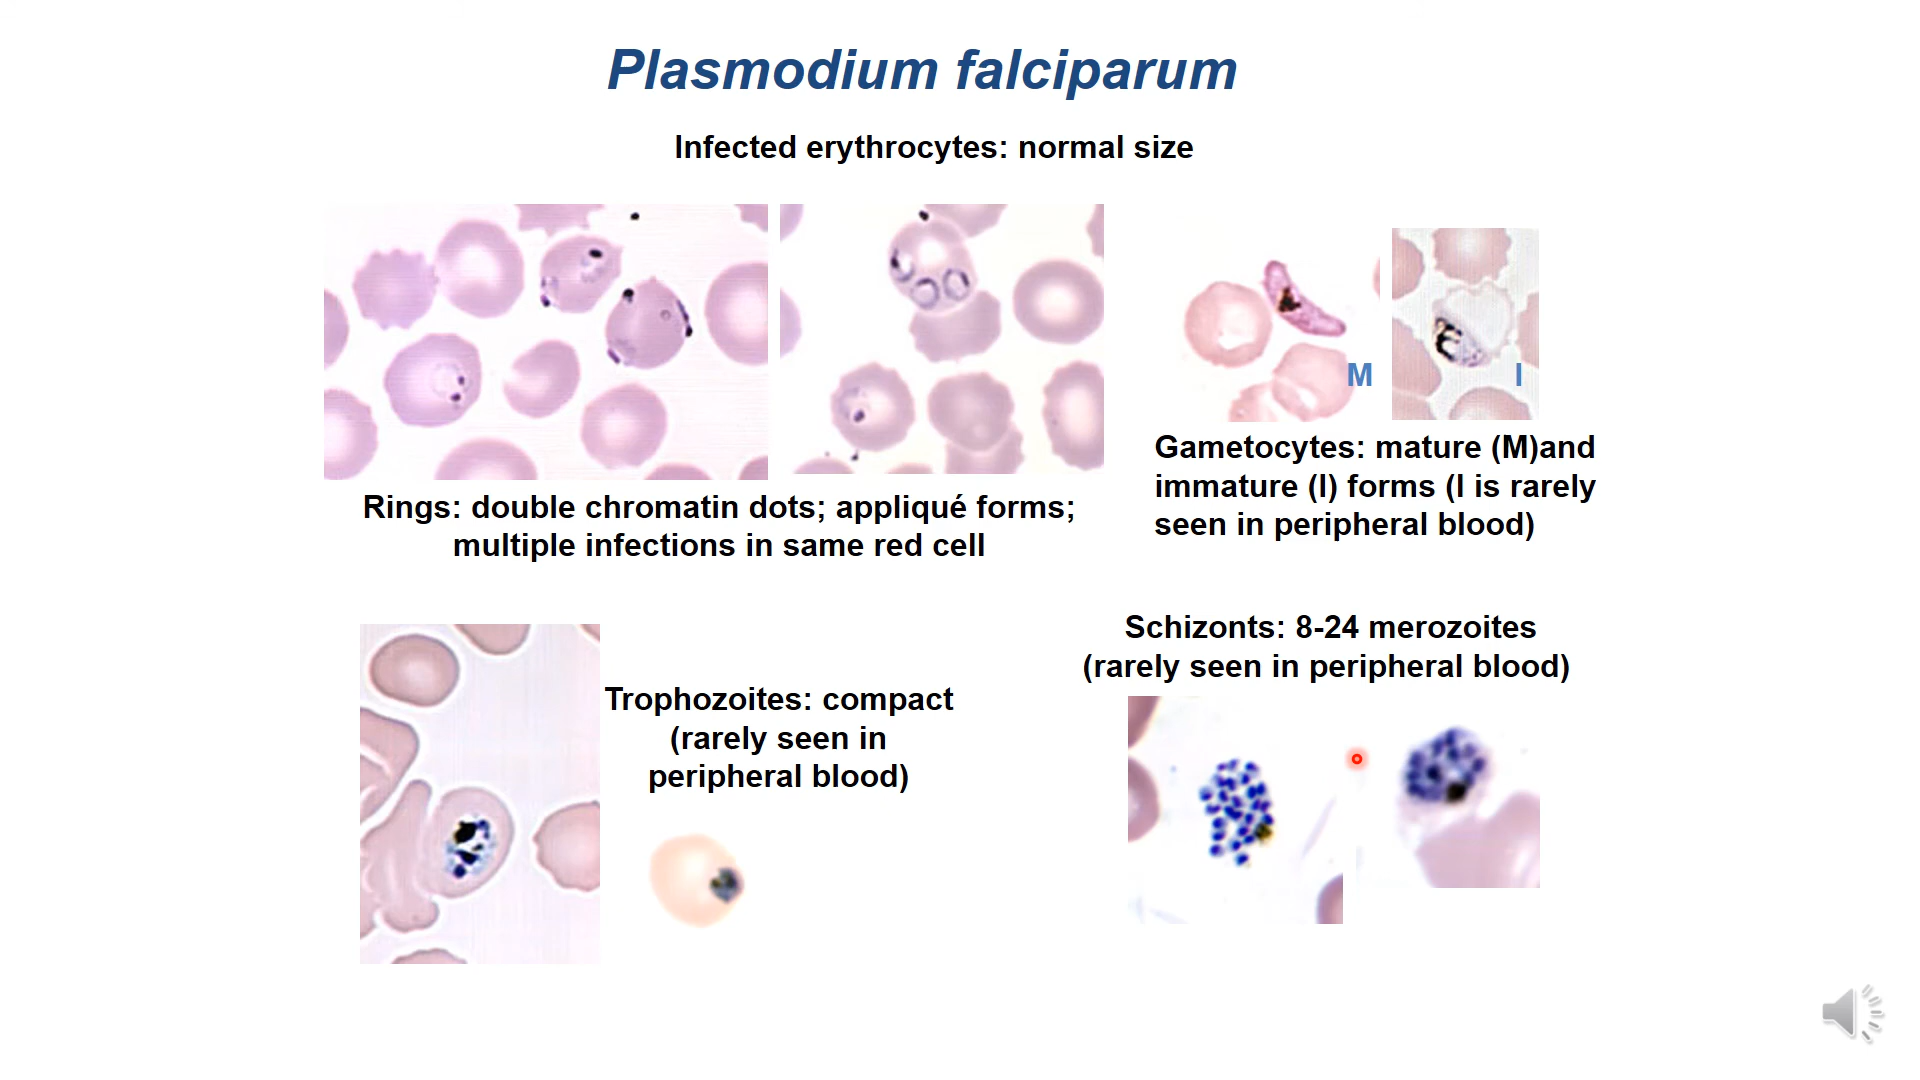 Plasmodium falciparum
Infected erythrocytes: normal size
M
I
Rings: double chromatin dots; appliqué forms;
multiple infections in same red cell
Gametocytes: mature (M)and
immature (I) forms (I is rarely
seen in peripheral blood)
Trophozoites: compact
(rarely seen in
peripheral blood)
Schizonts: 8-24 merozoites
(rarely seen in peripheral blood)